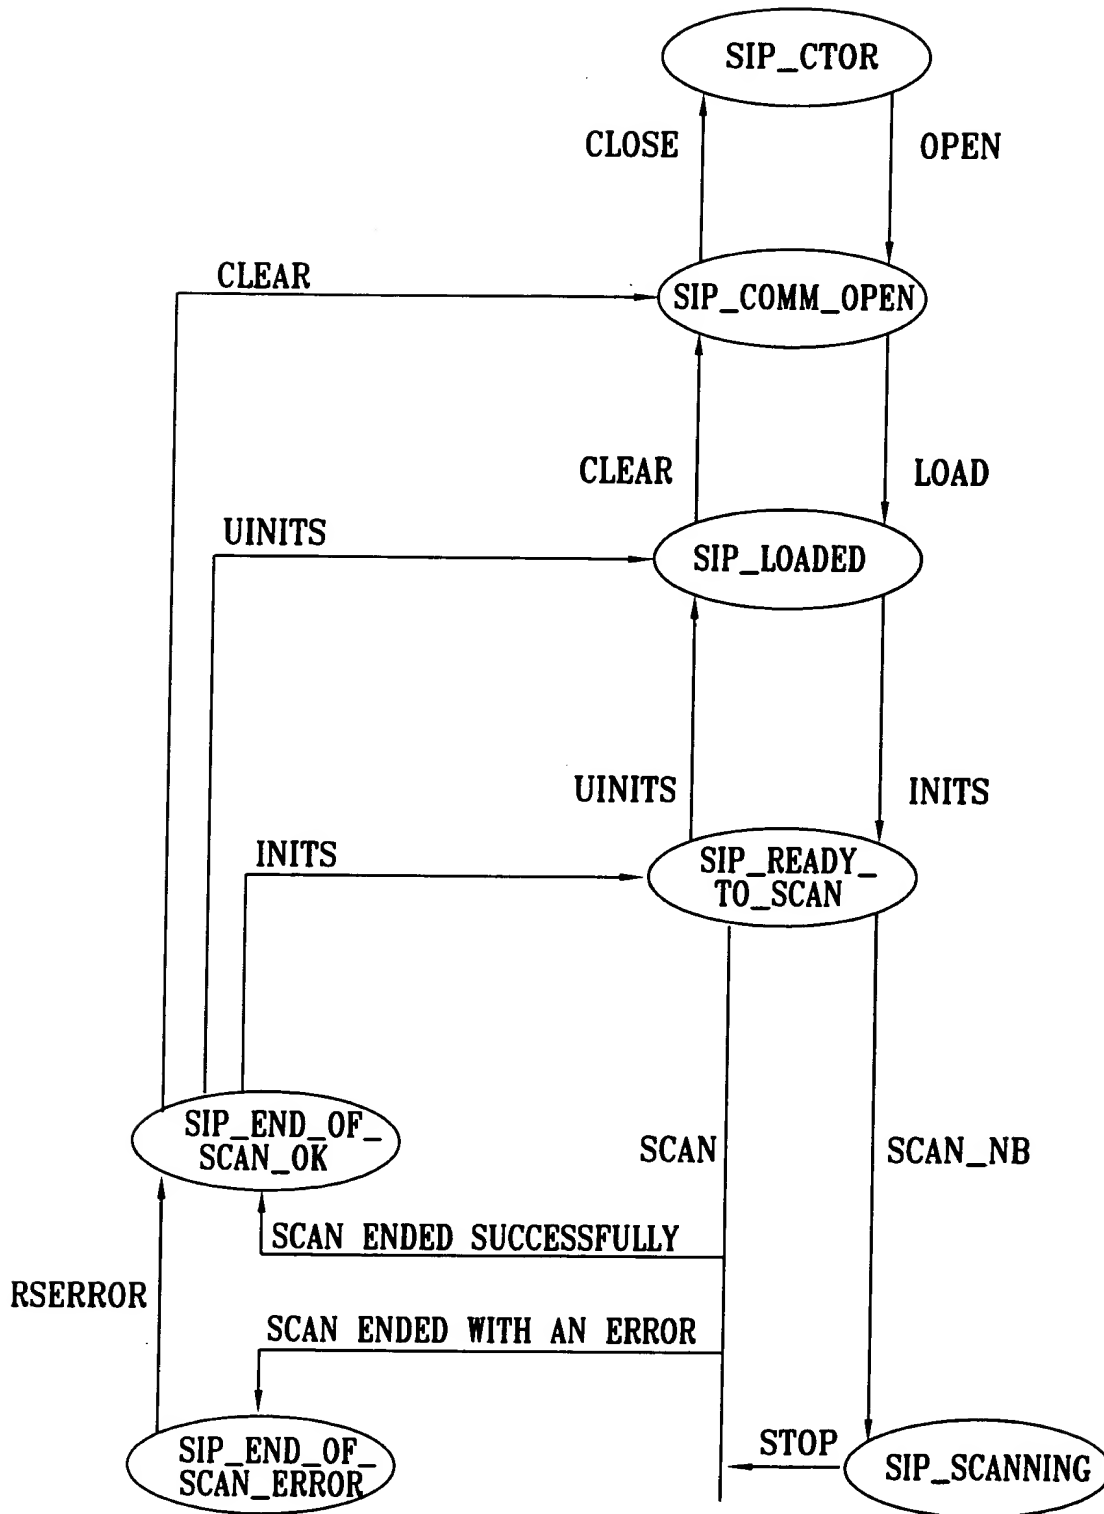 SIP_CTOR
CLOSE
OPEN
CLEAR
SIP_COMM_OPEN
CLEAR
LOAD
UINITS
SIP_LOADED
UINITS
INITS
INITS
SIP_READY_
TO_SCAN
SIP_END_OF_
SCAN_OK
SCAN
SCAN_NB
SCAN ENDED SUCCESSFULLY
RSERROR
SCAN ENDED WITH AN ERROR
STOP
SIP_END_OF_
SCAN_ERROR
SIP_SCANNING